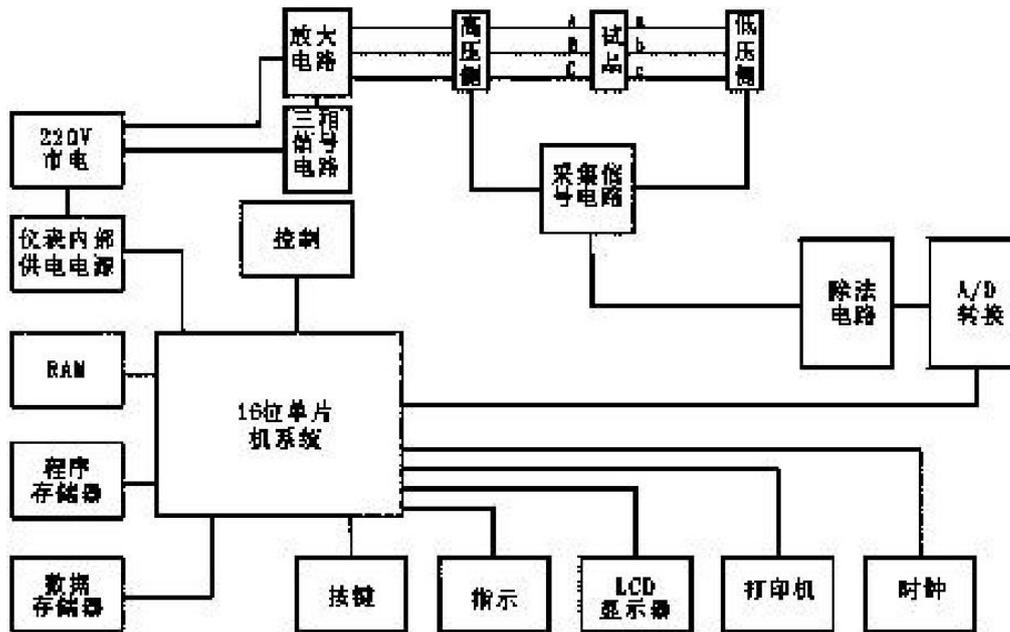 放大
电路
高
压
侧
A
B
C
试
品
a
b
c
低
压
侧
220V
市电
三相
信号
电路
采集信
号电路
仪表内部
供电电源
控制
除法
电路
A/D
转换
RAM
16位单片
机系统
程序
存储器
数据
存储器
按键
指示
LCD
显示器
打印机
时钟